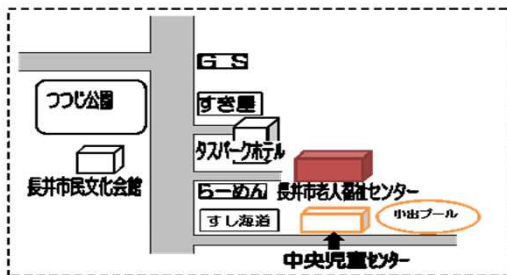 GS
つつじ公園
すき屋
タスパークホテル
長井市民文化会館
らーめん
長井市老人福祉センター
すし海道
小出プール
中央児童センター